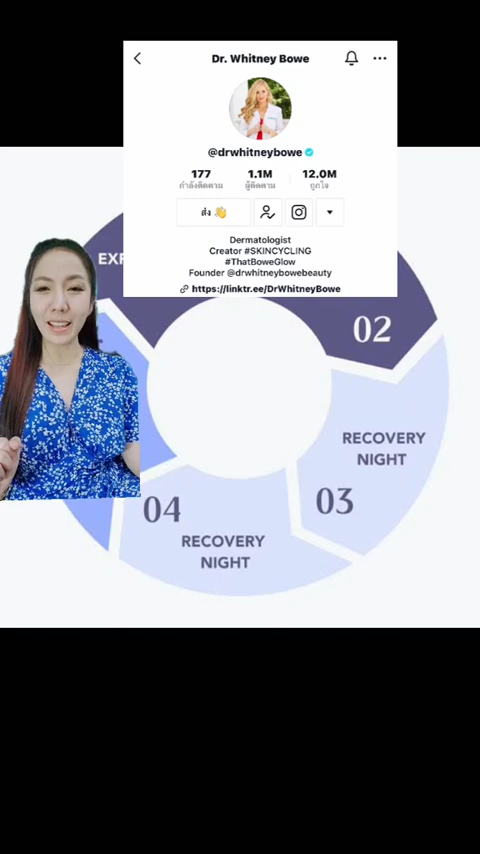 Dr. Whitney Bowe
@drwhitneybowe
177 1.1M 12.0M
กำลังติดตาม ผู้ติดตาม ถูกใจ
ส่ง 👋
Dermatologist
Creator #SKINCYCLING
#ThatBoweGlow
Founder @drwhitneybowebeauty
https://linktr.ee/DrWhitneyBowe
02
RECOVERY
NIGHT
03
04
RECOVERY
NIGHT